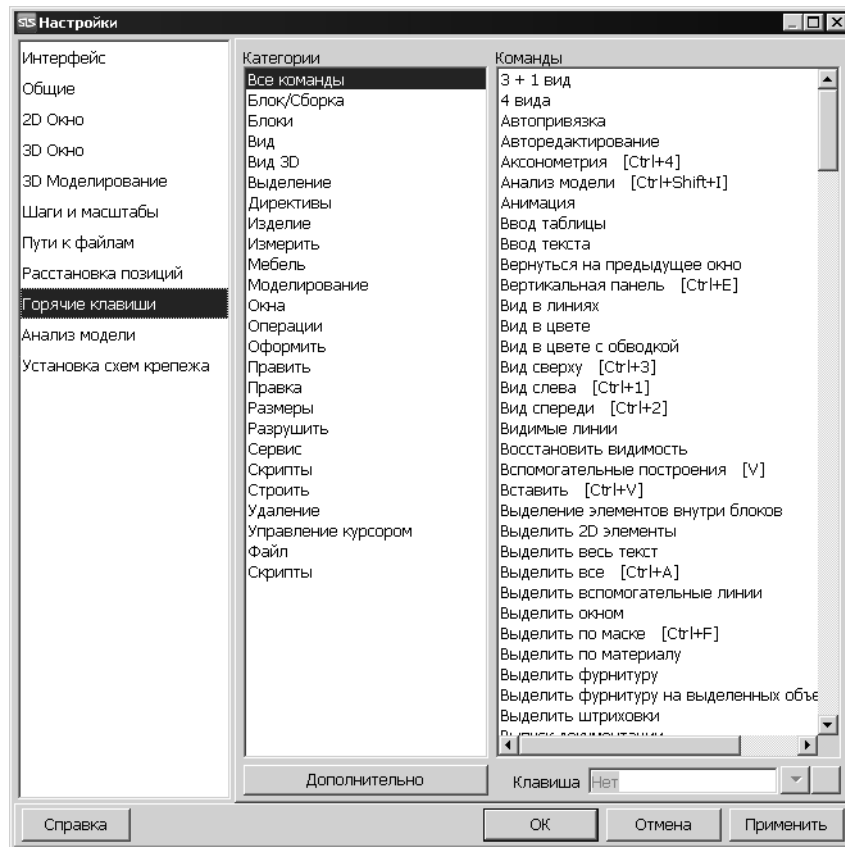 SLS Настройки
Интерфейс
Общие
2D Окно
3D Окно
3D Моделирование
Шаги и масштабы
Пути к файлам
Расстановка позиций
Горячие клавиши
Анализ модели
Установка схем крепежа
Категории
Все команды
Блок/Сборка
Блоки
Вид
Вид 3D
Выделение
Директивы
Изделие
Измерить
Мебель
Моделирование
Окна
Операции
Оформить
Править
Правка
Размеры
Разрушить
Сервис
Скрипты
Строить
Удаление
Управление курсором
Файл
Скрипты
Дополнительно
Команды
3 + 1 вид
4 вида
Автопривязка
Авторедактирование
Аксонометрия [Ctrl+4]
Анализ модели [Ctrl+Shift+I]
Анимация
Ввод таблицы
Ввод текста
Вернуться на предыдущее окно
Вертикальная панель [Ctrl+E]
Вид в линиях
Вид в цвете
Вид в цвете с обводкой
Вид сверху [Ctrl+3]
Вид слева [Ctrl+1]
Вид спереди [Ctrl+2]
Видимые линии
Восстановить видимость
Вспомогательные построения [V]
Вставить [Ctrl+V]
Выделение элементов внутри блоков
Выделить 2D элементы
Выделить весь текст
Выделить все [Ctrl+A]
Выделить вспомогательные линии
Выделить окном
Выделить по маске [Ctrl+F]
Выделить по материалу
Выделить фурнитуру
Выделить фурнитуру на выделенных объе
Выделить штриховки
Выпуск документации
Клавиша Нет
Справка
ОК
Отмена
Применить